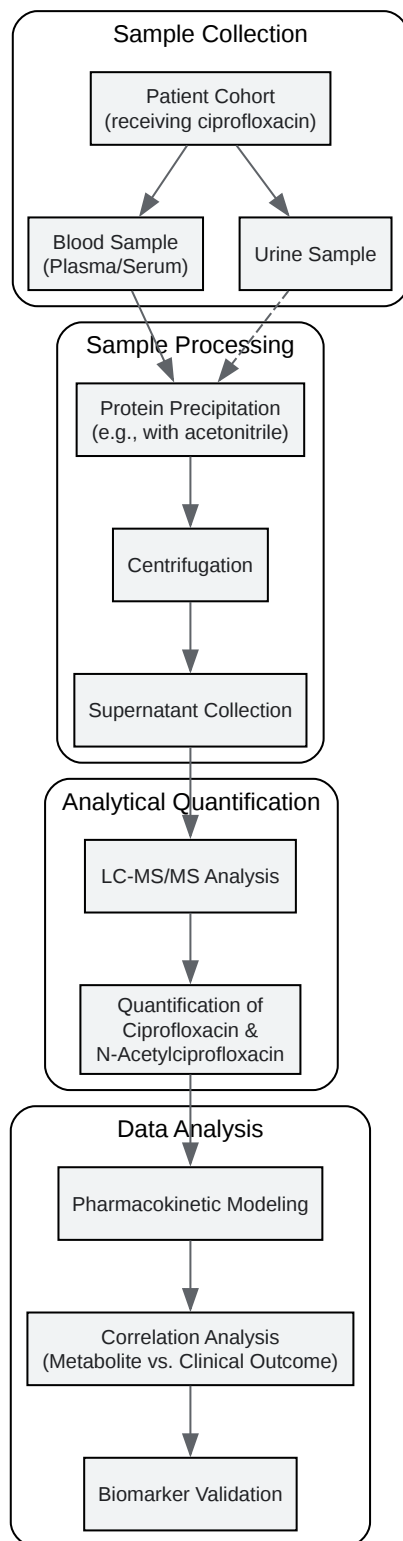 Sample Collection
Patient Cohort
(receiving ciprofloxacin)
Blood Sample
(Plasma/Serum)
Urine Sample
Sample Processing
Protein Precipitation
(e.g., with acetonitrile)
Centrifugation
Supernatant Collection
Analytical Quantification
LC-MS/MS Analysis
Quantification of
Ciprofloxacin &
N-Acetylciprofloxacin
Data Analysis
Pharmacokinetic Modeling
Correlation Analysis
(Metabolite vs. Clinical Outcome)
Biomarker Validation